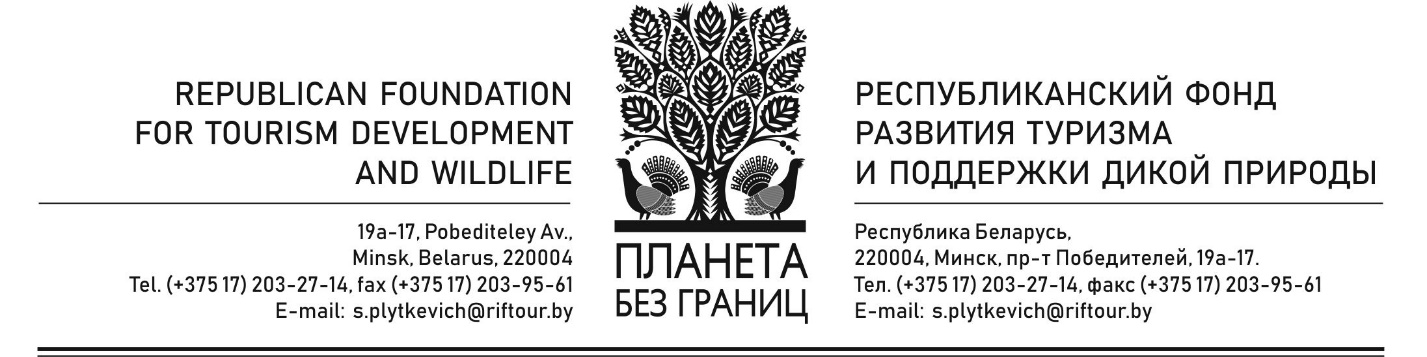 REPUBLICAN FOUNDATION
FOR TOURISM DEVELOPMENT
AND WILDLIFE
19a-17, Pobediteley Av.,
Minsk, Belarus, 220004
Tel. (+375 17) 203-27-14, fax (+375 17) 203-95-61
E-mail: s.plytkevich@riftour.by
ПЛАНЕТА
БЕЗ ГРАНИЦ
РЕСПУБЛИКАНСКИЙ ФОНД
РАЗВИТИЯ ТУРИЗМА
И ПОДДЕРЖКИ ДИКОЙ ПРИРОДЫ
Республика Беларусь,
220004, Минск, пр-т Победителей, 19а-17.
Тел. (+375 17) 203-27-14, факс (+375 17) 203-95-61
E-mail: s.plytkevich@riftour.by